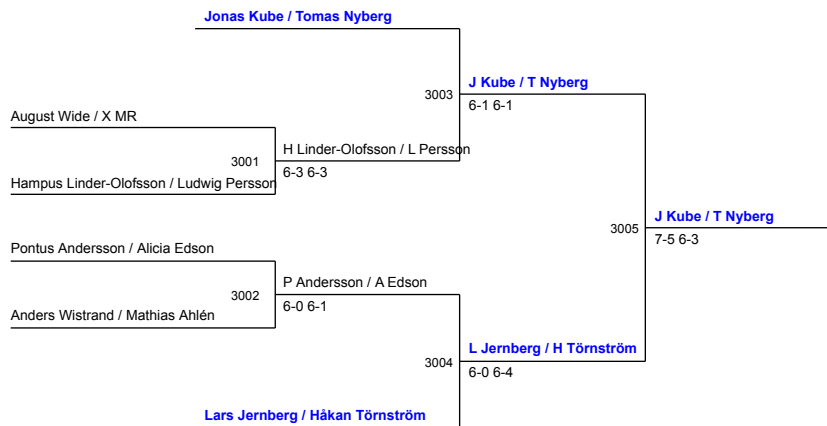 Jonas Kube / Tomas Nyberg
J Kube / T Nyberg
3003
6-1 6-1
August Wide / X MR
H Linder-Olofsson / L Persson
3001
6-3 6-3
Hampus Linder-Olofsson / Ludwig Persson
J Kube / T Nyberg
3005
7-5 6-3
Pontus Andersson / Alicia Edson
P Andersson / A Edson
3002
6-0 6-1
Anders Wistrand / Mathias Ahlén
L Jernberg / H Törnström
3004
6-0 6-4
Lars Jernberg / Håkan Törnström